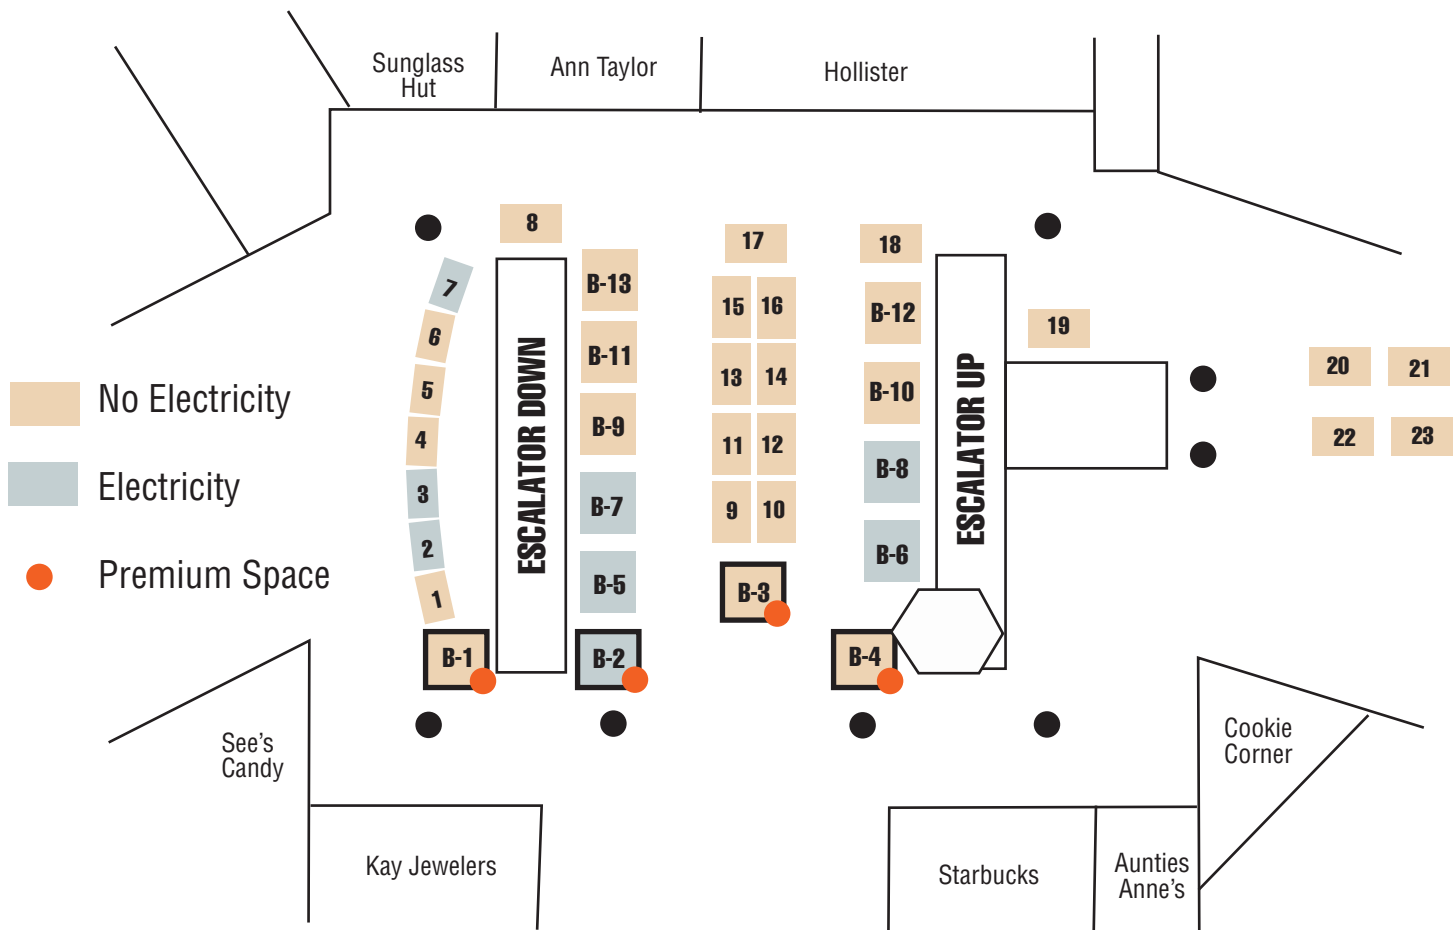 Sunglass
Hut
Ann Taylor
Hollister
8
17
18
7
B-13
15
16
B-12
19
6
B-11
20
21
5
13
14
B-10
No Electricity
4
B-9
11
12
22
23
ESCALATOR DOWN
ESCALATOR UP
3
B-7
9
10
B-8
Electricity
2
B-5
B-6
Premium Space
1
B-3
B-1
B-2
B-4
See's
Candy
Cookie
Corner
Kay Jewelers
Starbucks
Aunties
Anne's